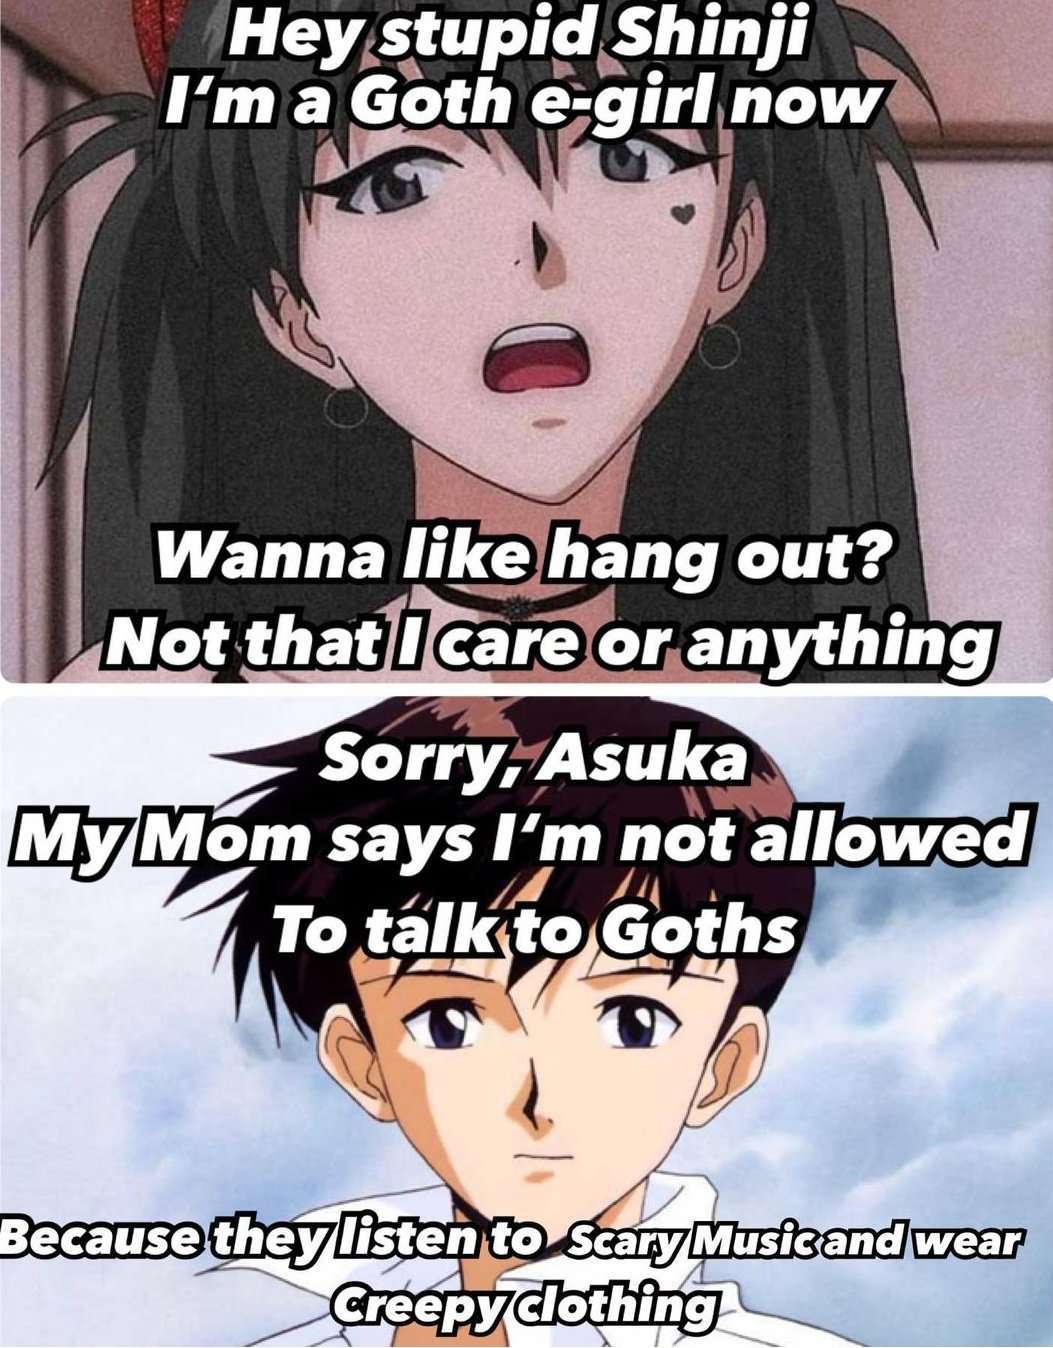 Hey stupid Shinji
I'm a Goth e-girl now
Wanna like hang out?
Not that I care or anything
Sorry, Asuka
My Mom says I'm not allowed
To talk to Goths
Because they listen to Scary Music and wear
Creepy clothing